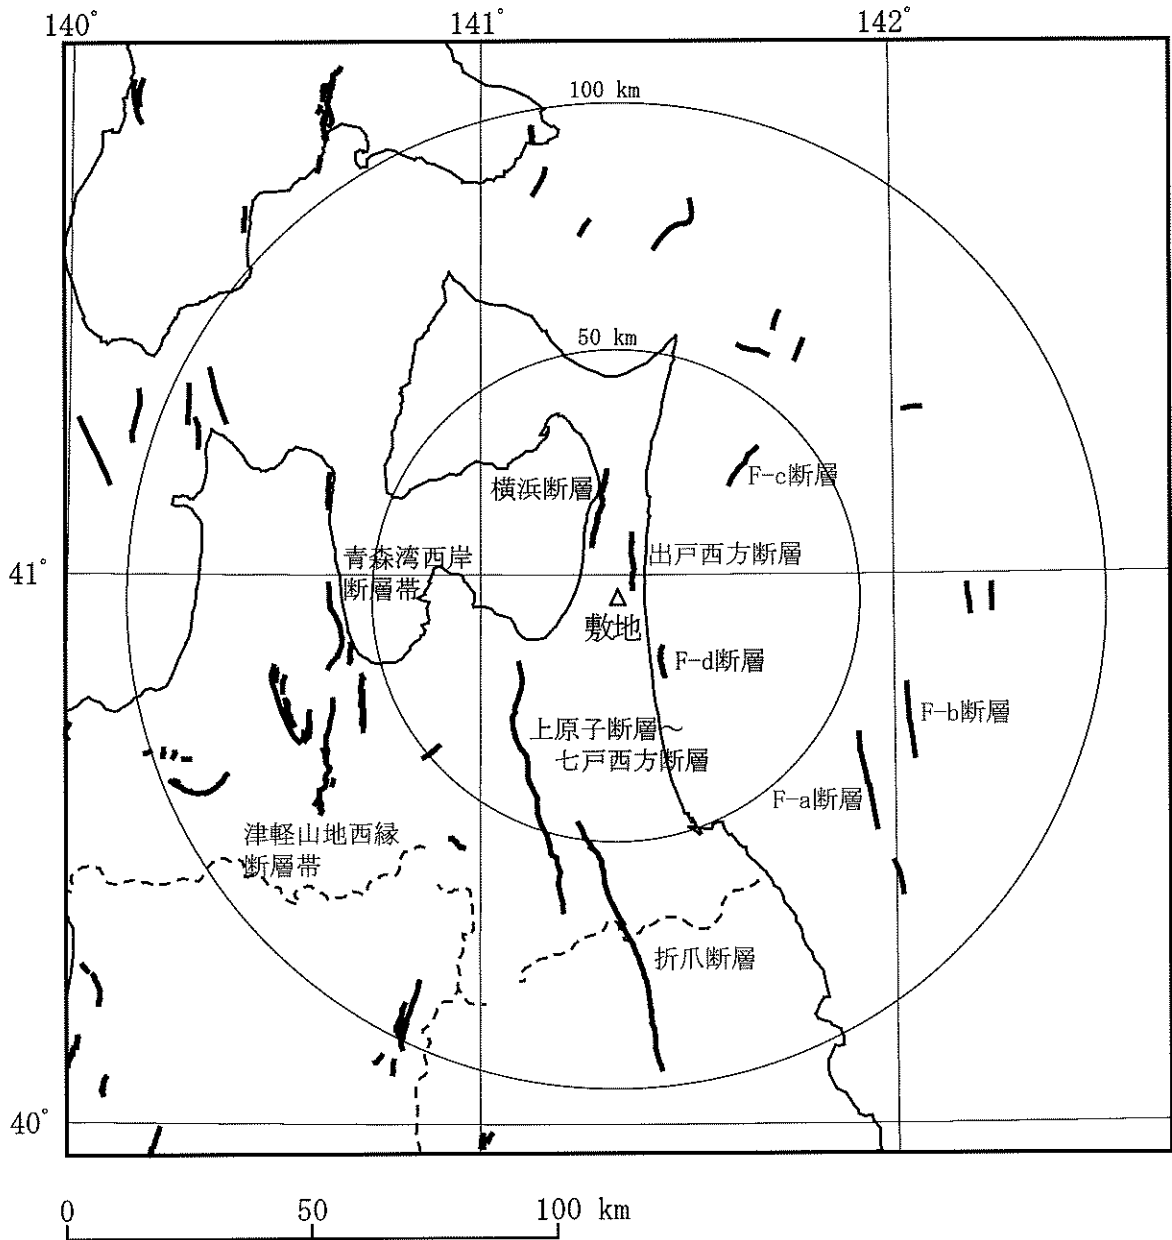 140°
141°
142°
100 km
50 km
横浜断層
F-c断層
青森湾西岸
断層帯
出戸西方断層
41°
△
敷地
F-d断層
F-b断層
上原子断層～
七戸西方断層
F-a断層
津軽山地西縁
断層帯
折爪断層
40°
0
50
100 km